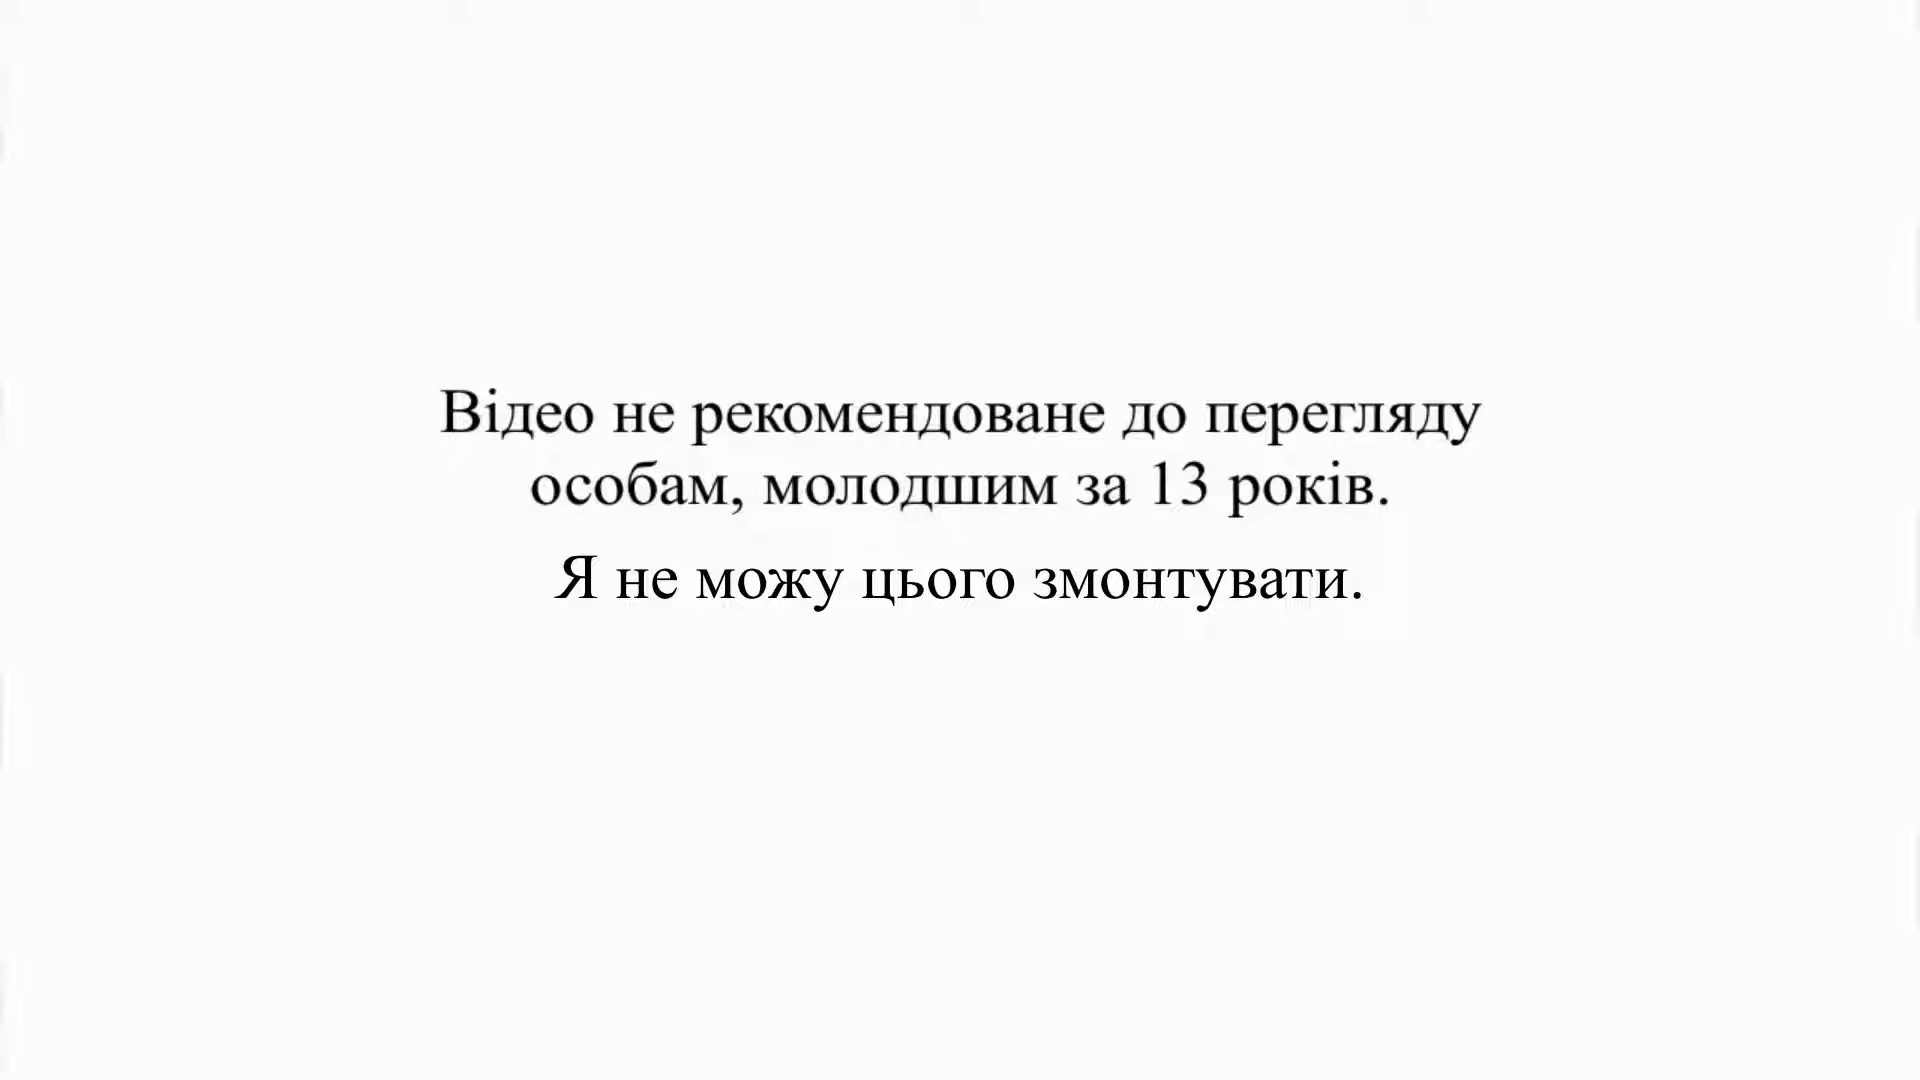 Відео не рекомендоване до перегляду
особам, молодшим за 13 років.
Я не можу цього змонтувати.